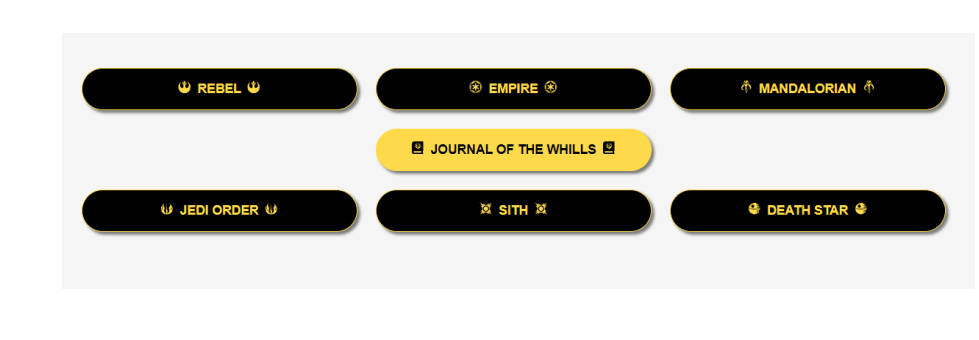 REBEL
EMPIRE
MANDALORIAN
JOURNAL OF THE WHILLS
JEDI ORDER
SITH
DEATH STAR